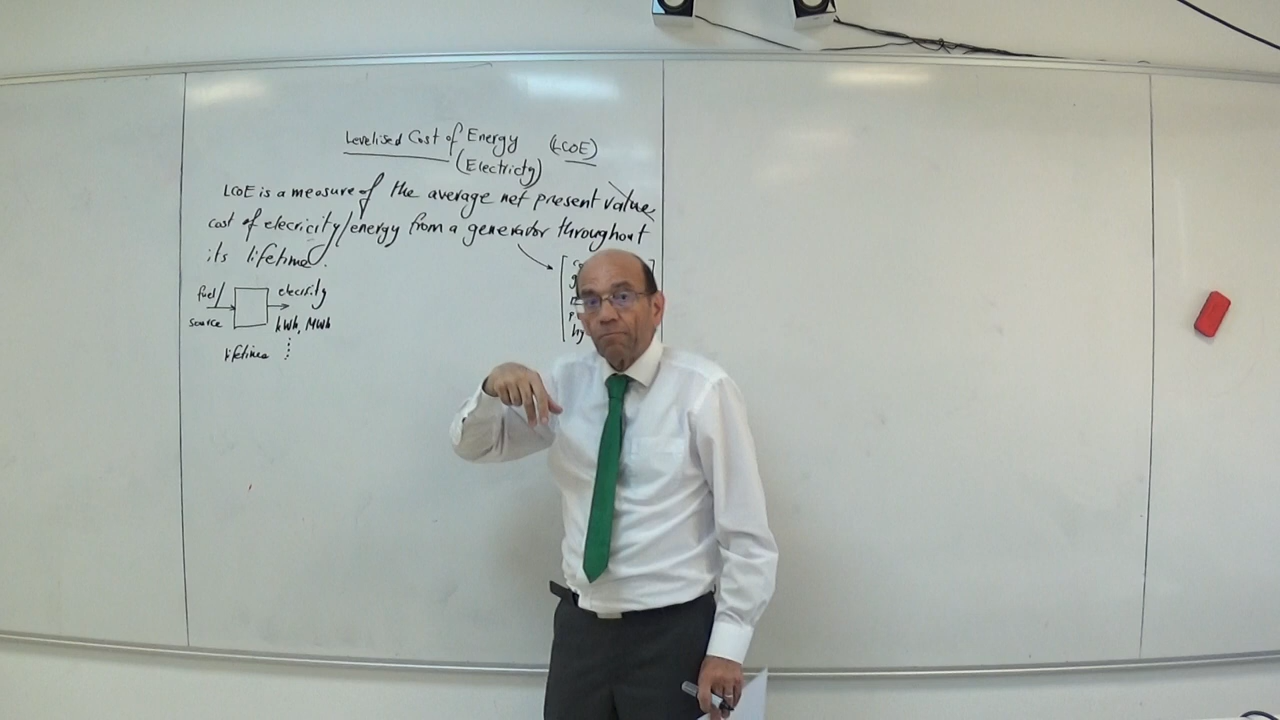 Levelised Cost of Energy (LCOE)
(Electricity)
LCOE is a measure of the average net present value
cost of elecricity/energy from a generator throughout
its lifetime.
fuel/ elecrity
source kWh, MWh
lifetime